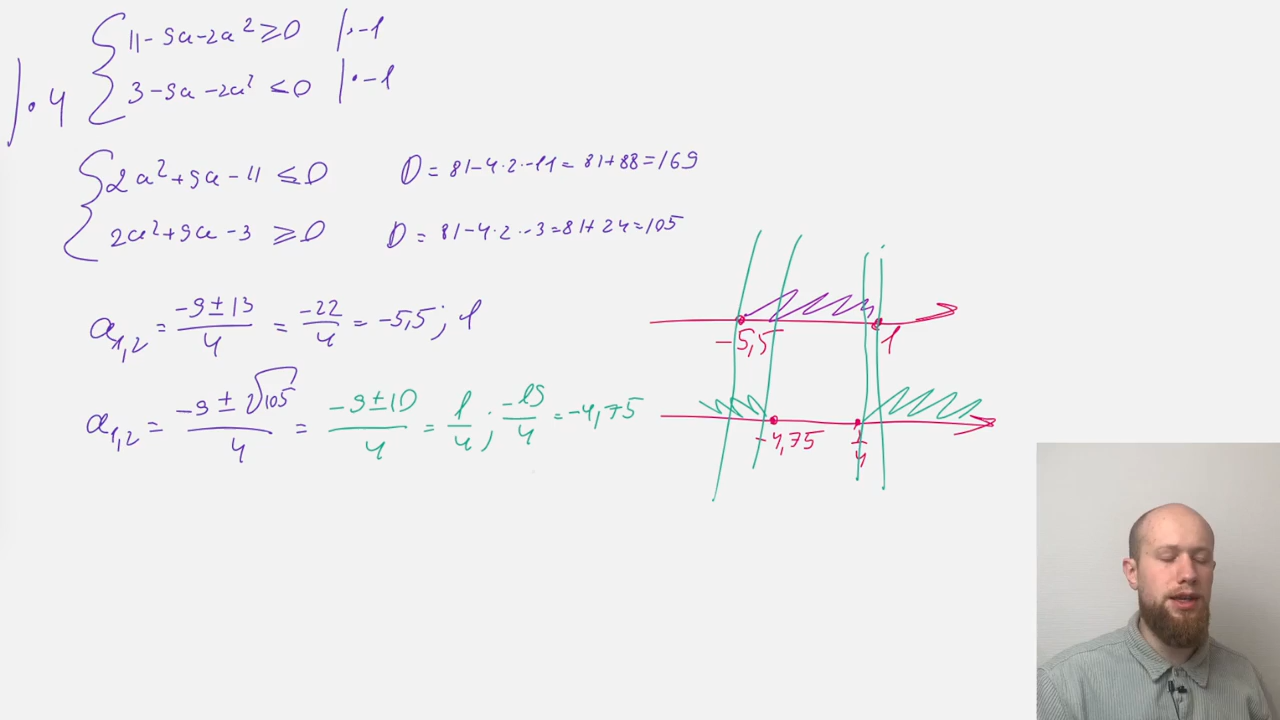 11-9a-2a² ≥ 0 |·-1
|·4
3-9a-2a² ≤ 0 |·-1
2a²+9a-11 ≤ 0 D = 81-4·2·-11 = 81+88 = 169
2a²+9a-3 ≥ 0 D = 81-4·2·-3 = 81+24 = 105
a₁,₂ = -9±13/4 = -22/4 = -5,5; 1
a₁,₂ = -9±√105/4 = -9±10/4 = 1/4; -19/4 = -4,75
-5,5 1
-4,75 1/4